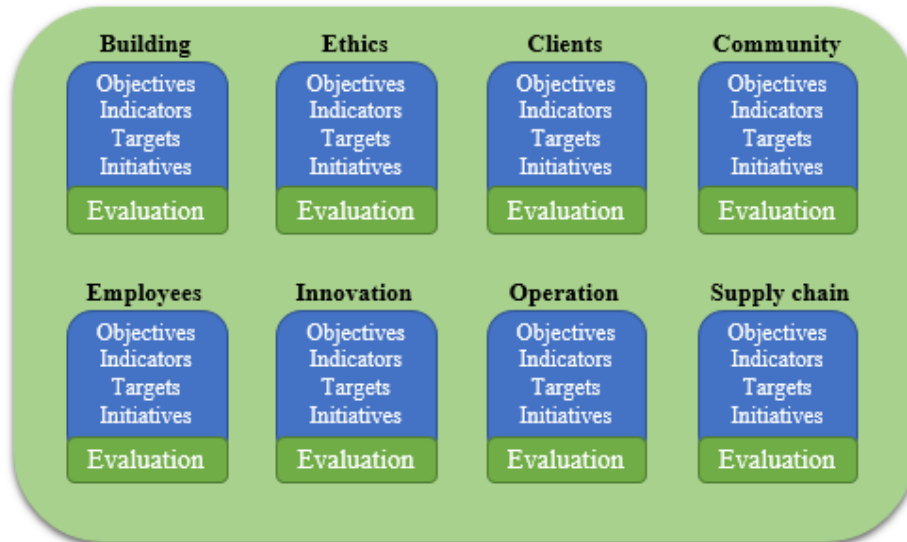 Building
Objectives
Indicators
Targets
Initiatives
Evaluation
Ethics
Objectives
Indicators
Targets
Initiatives
Evaluation
Clients
Objectives
Indicators
Targets
Initiatives
Evaluation
Community
Objectives
Indicators
Targets
Initiatives
Evaluation
Employees
Objectives
Indicators
Targets
Initiatives
Evaluation
Innovation
Objectives
Indicators
Targets
Initiatives
Evaluation
Operation
Objectives
Indicators
Targets
Initiatives
Evaluation
Supply chain
Objectives
Indicators
Targets
Initiatives
Evaluation